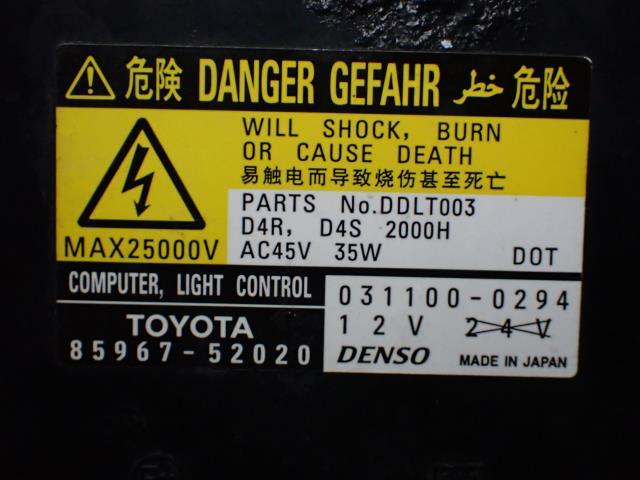 危険 DANGER GEFAHR خطر 危险
WILL SHOCK, BURN
OR CAUSE DEATH
易触电而导致烧伤甚至死亡
MAX25000V
PARTS No.DDLT003
D4R, D4S 2000H
AC45V 35W DOT
COMPUTER, LIGHT CONTROL
TOYOTA
85967-52020
031100-0294
12V 24V
DENSO MADE IN JAPAN